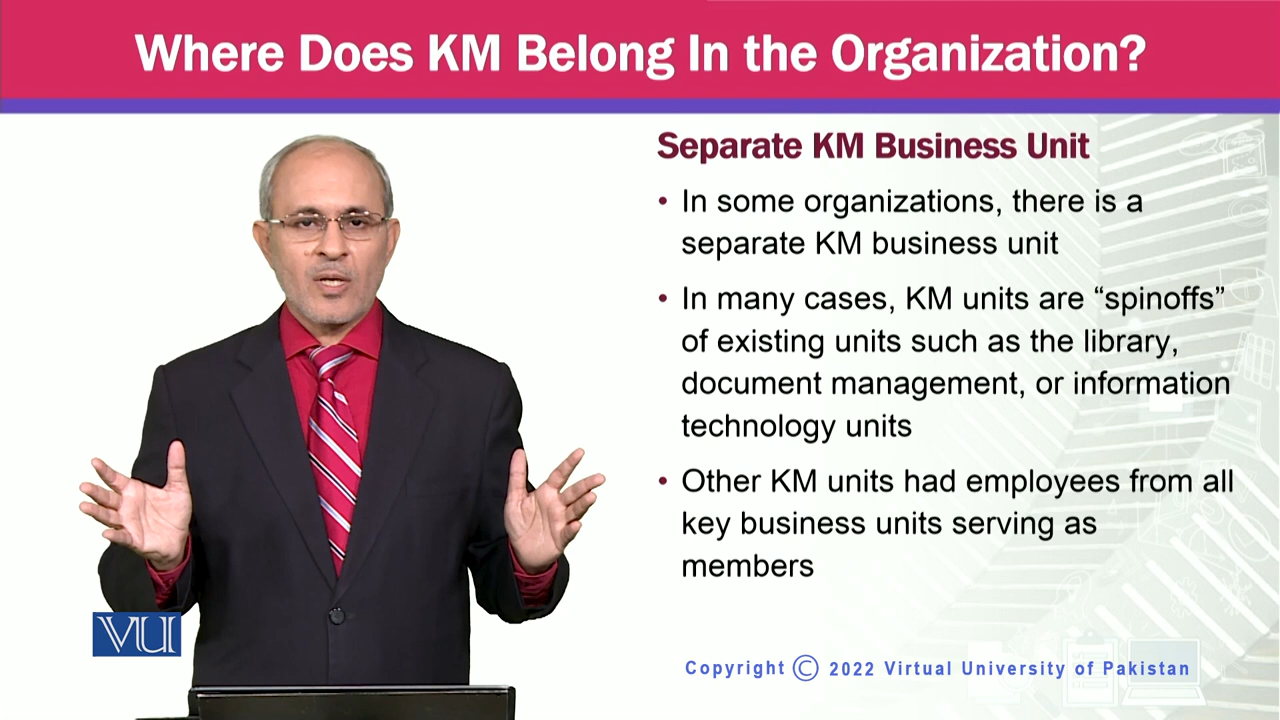 Where Does KM Belong In the Organization?
Separate KM Business Unit
• In some organizations, there is a
separate KM business unit
• In many cases, KM units are “spinoffs”
of existing units such as the library,
document management, or information
technology units
• Other KM units had employees from all
key business units serving as
members
VU
Copyright © 2022 Virtual University of Pakistan